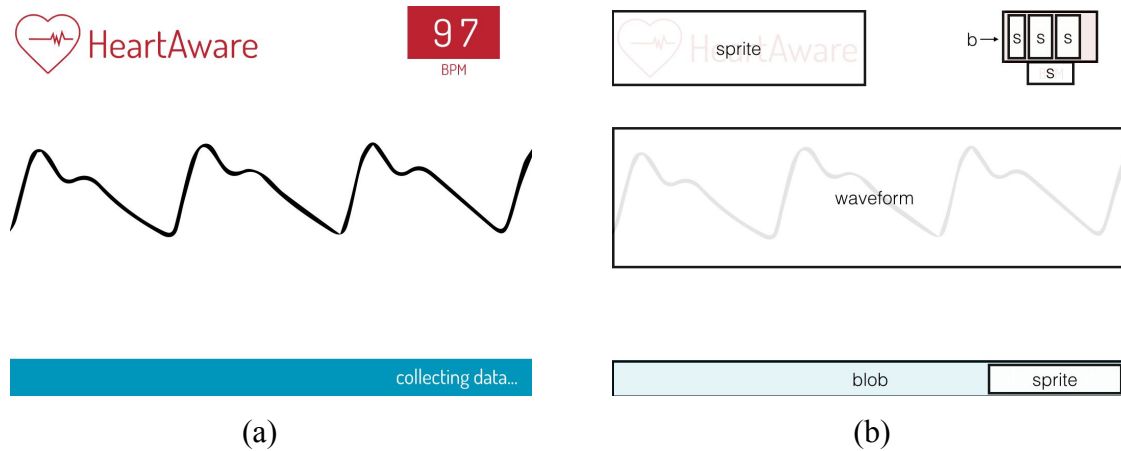 HeartAware
97
BPM
collecting data...
(a)
HeartAware
sprite
b
S S S
S
waveform
blob
sprite
(b)